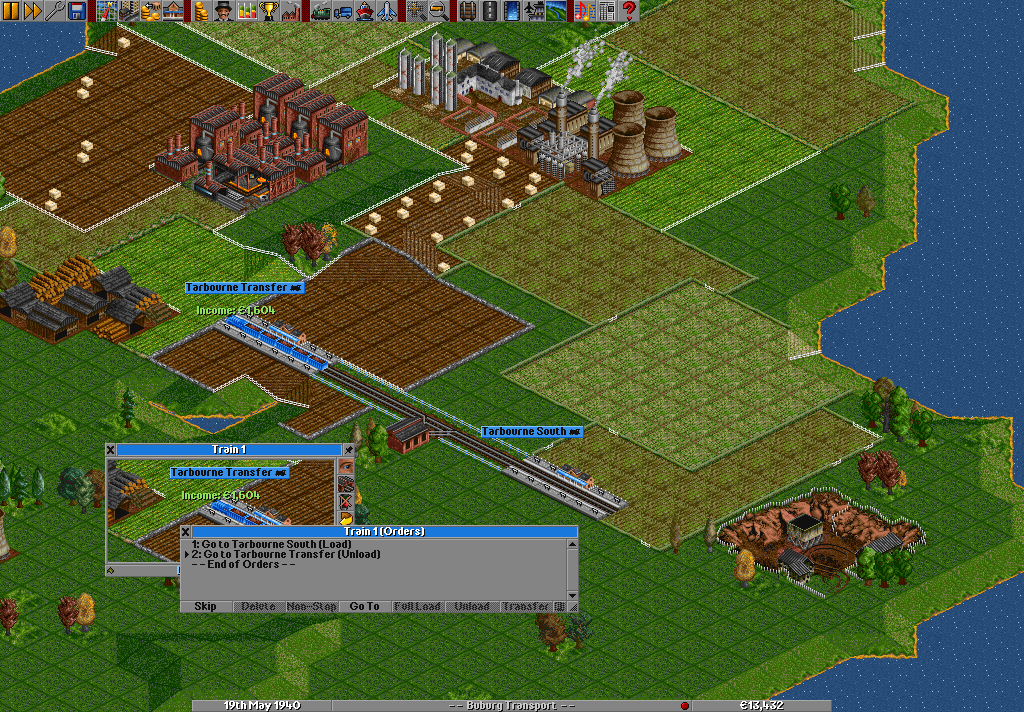 Tarbourne Transfer
Income: €1,604
Tarbourne South
Train 1
Tarbourne Transfer
Income: €1,604
Train 1 (Orders)
1: Go to Tarbourne South (Load)
2: Go to Tarbourne Transfer (Unload)
- - End of Orders - -
Skip Delete Non-Stop Go To Full Load Unload Transfer
19th May 1940 - - Boburg Transport - - €13,432